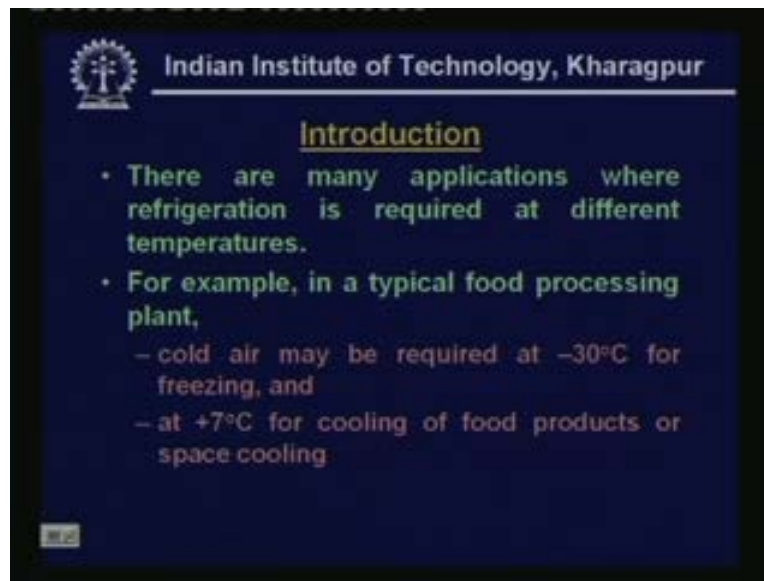 Indian Institute of Technology, Kharagpur
Introduction
• There are many applications where
refrigeration is required at different
temperatures.
• For example, in a typical food processing
plant,
– cold air may be required at –30°C for
freezing, and
– at +7°C for cooling of food products or
space cooling